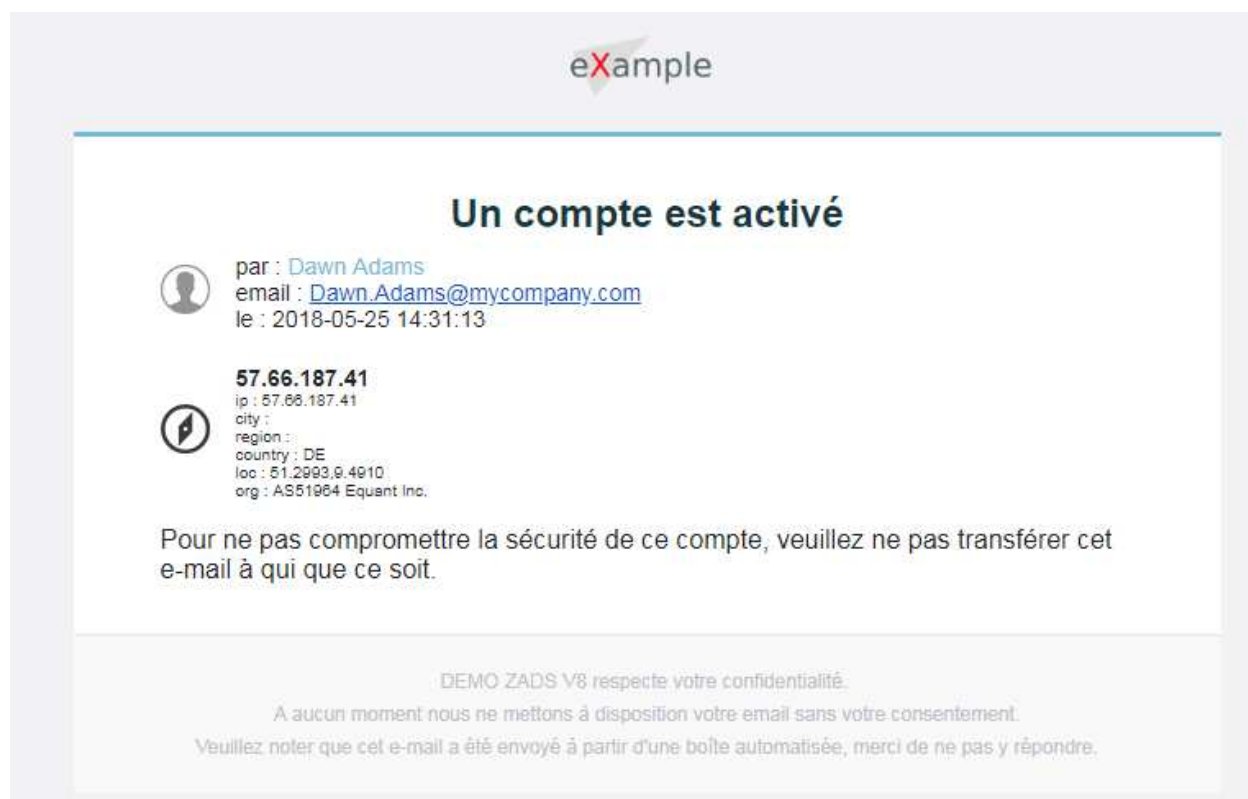 eXample
Un compte est activé
par : Dawn Adams
email : Dawn.Adams@mycompany.com
le : 2018-05-25 14:31:13
57.66.187.41
ip : 57.66.187.41
city :
region :
country : DE
loc : 51.2993,9.4910
org : AS51964 Equant Inc.
Pour ne pas compromettre la sécurité de ce compte, veuillez ne pas transférer cet
e-mail à qui que ce soit.
DEMO ZADS V8 respecte votre confidentialité.
A aucun moment nous ne mettons à disposition votre email sans votre consentement.
Veuillez noter que cet e-mail a été envoyé à partir d'une boîte automatisée, merci de ne pas y répondre.